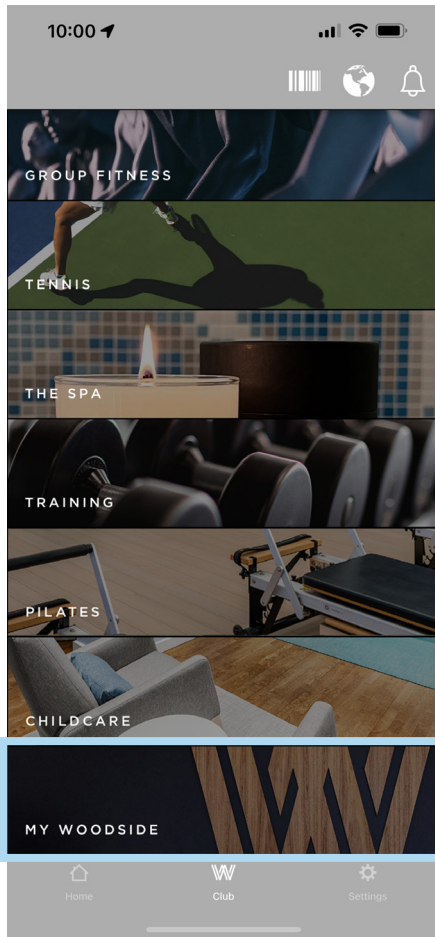 10:00
GROUP FITNESS
TENNIS
THE SPA
TRAINING
PILATES
CHILDCARE
MY WOODSIDE
Home
Club
Settings